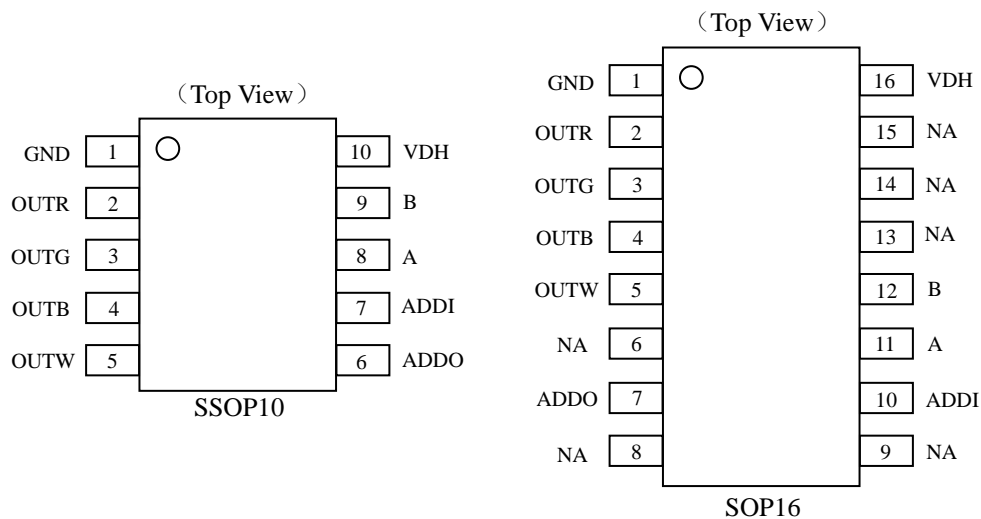 （Top View）
GND 1 10 VDH
OUTR 2 9 B
OUTG 3 8 A
OUTB 4 7 ADDI
OUTW 5 6 ADDO
SSOP10
（Top View）
GND 1 16 VDH
OUTR 2 15 NA
OUTG 3 14 NA
OUTB 4 13 NA
OUTW 5 12 B
NA 6 11 A
ADDO 7 10 ADDI
NA 8 9 NA
SOP16